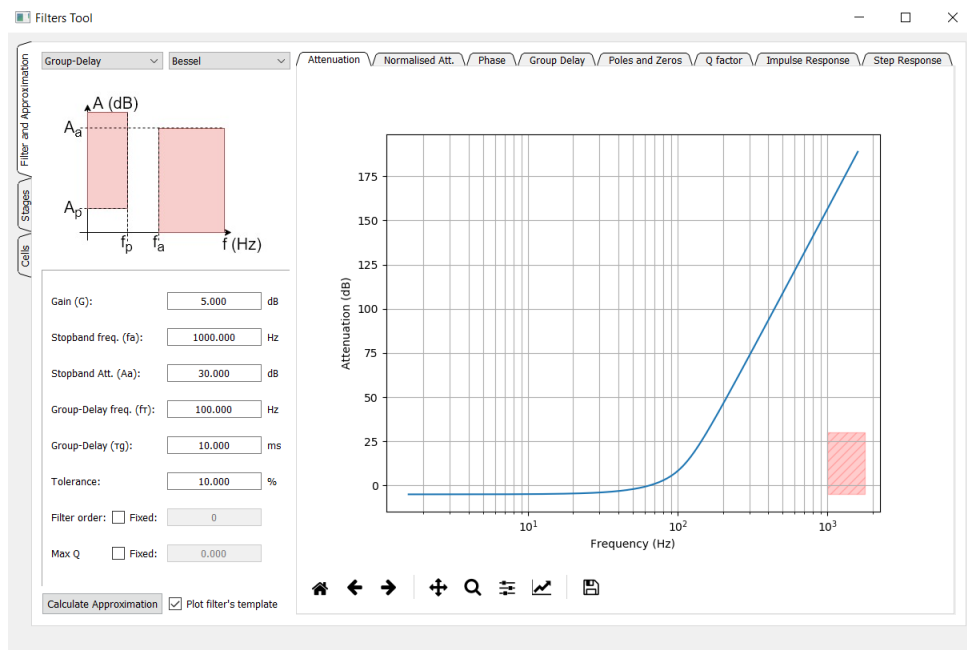 Filters Tool
Filter and Approximation
Stages
Cells
Group-Delay
Bessel
A (dB)
Aa
Ap
fp
fa
f (Hz)
Gain (G): 5.000 dB
Stopband freq. (fa): 1000.000 Hz
Stopband Att. (Aa): 30.000 dB
Group-Delay freq. (fτ): 100.000 Hz
Group-Delay (τg): 10.000 ms
Tolerance: 10.000 %
Filter order: Fixed: 0
Max Q Fixed: 0.000
Calculate Approximation Plot filter's template
Attenuation Normalised Att. Phase Group Delay Poles and Zeros Q factor Impulse Response Step Response
Attenuation (dB)
175
150
125
100
75
50
25
0
10¹ 10² 10³
Frequency (Hz)